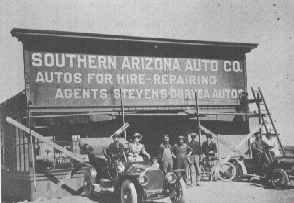 SOUTHERN ARIZONA AUTO CO.
AUTOS FOR HIRE-REPAIRING
AGENTS STEVENS-DURYEA AUTOS